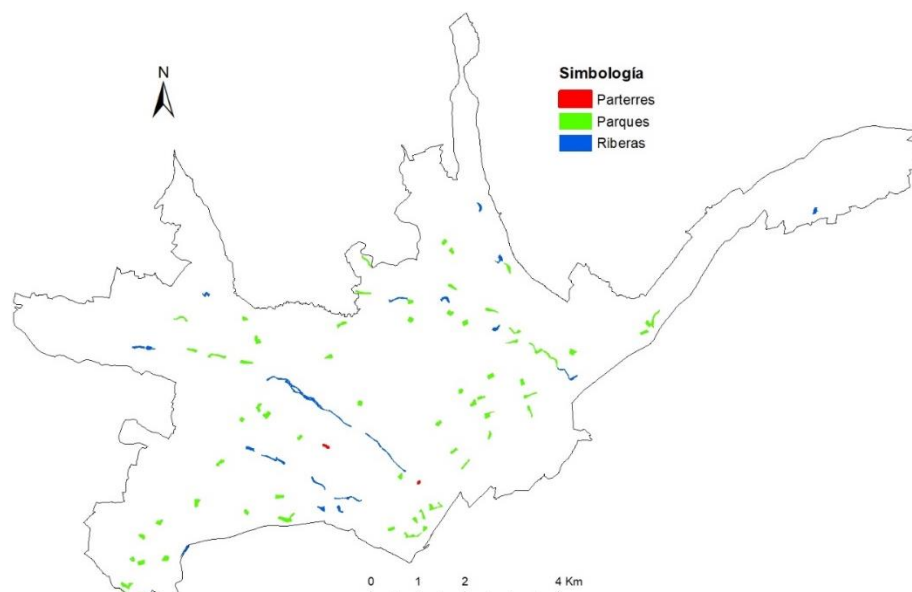 N
Simbología
Parterres
Parques
Riberas
0 1 2 4 Km